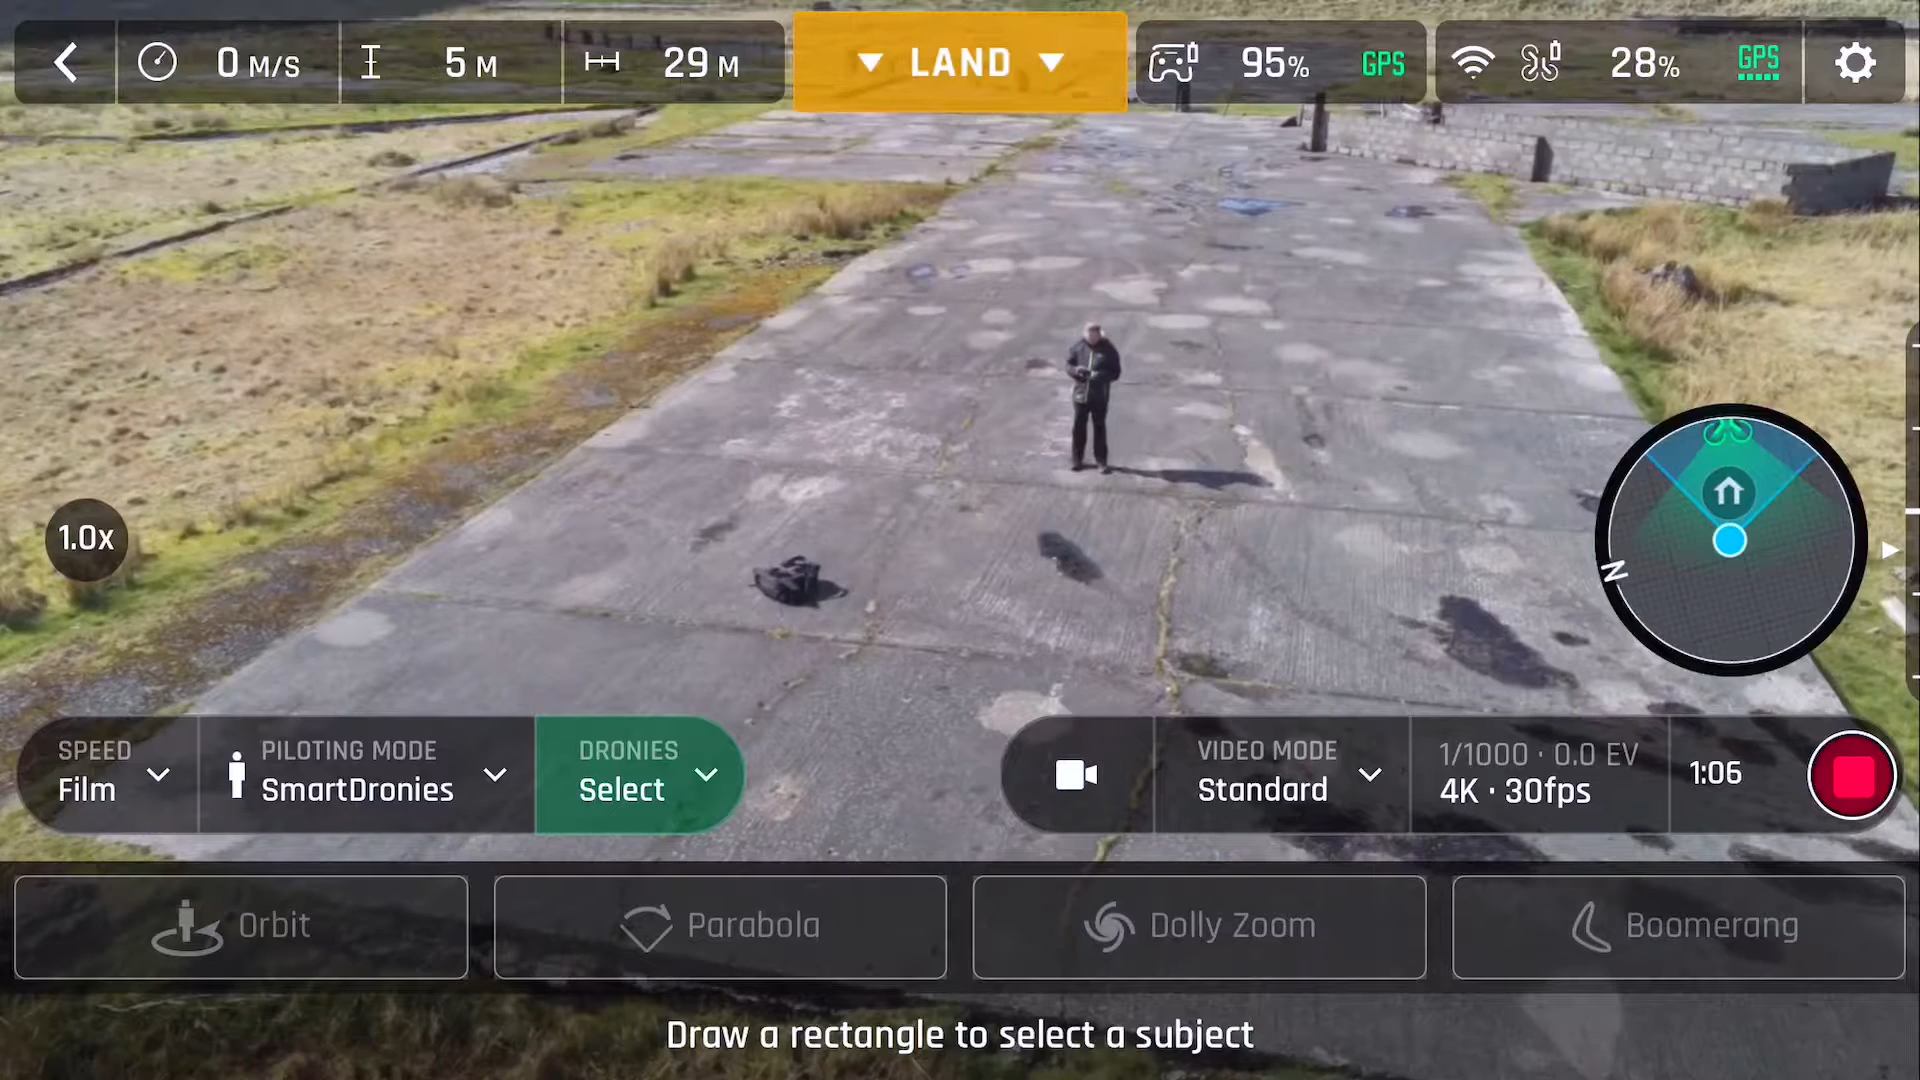 0 M/S
5 M
29 M
LAND
95%
GPS
28%
GPS
1.0x
N
SPEED
Film
PILOTING MODE
SmartDronies
DRONIES
Select
VIDEO MODE
Standard
1/1000 · 0.0 EV
4K · 30fps
1:06
Orbit
Parabola
Dolly Zoom
Boomerang
Draw a rectangle to select a subject